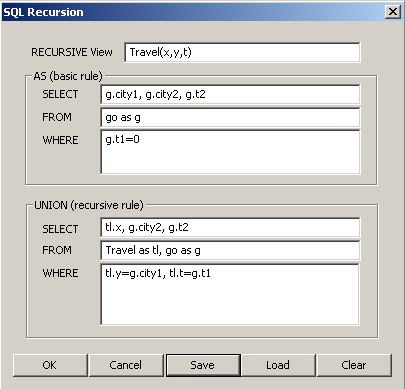 SQL Recursion
RECURSIVE View Travel(x,y,t)
AS (basic rule)
SELECT g.city1, g.city2, g.t2
FROM go as g
WHERE g.t1=0
UNION (recursive rule)
SELECT tl.x, g.city2, g.t2
FROM Travel as tl, go as g
WHERE tl.y=g.city1, tl.t=g.t1
OK Cancel Save Load Clear